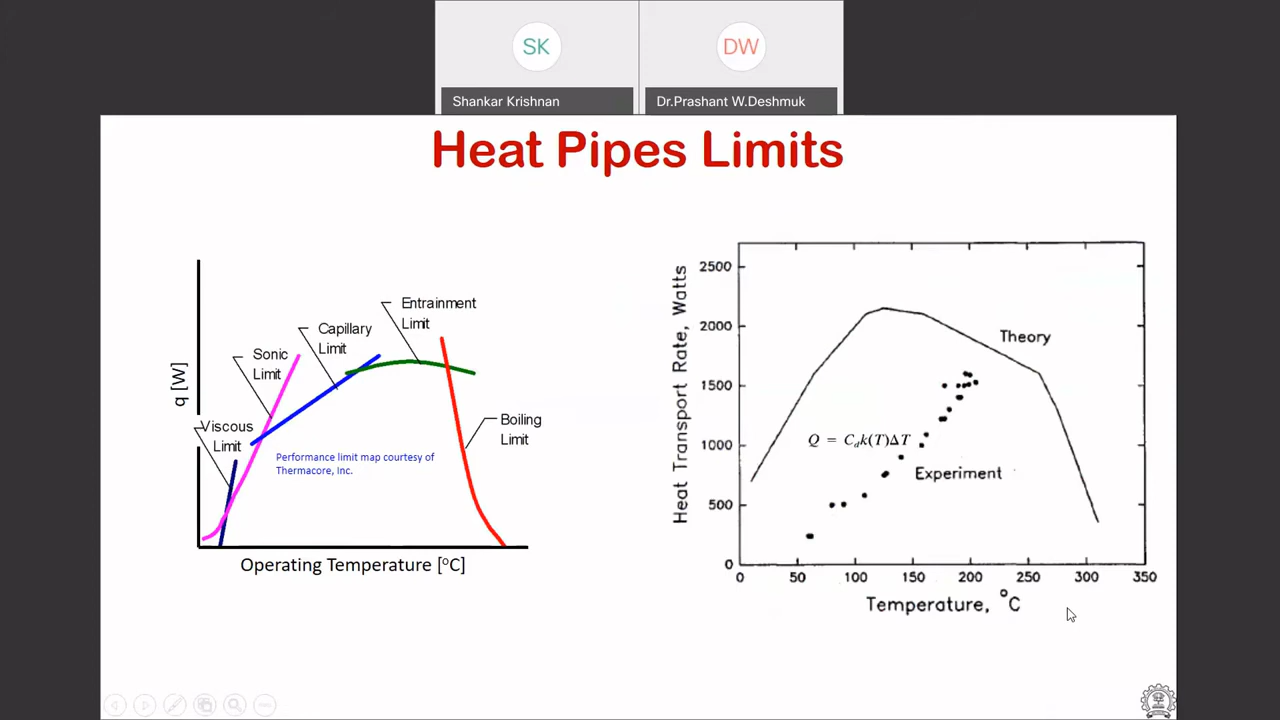 SK
DW
Shankar Krishnan
Dr.Prashant W.Deshmuk
Heat Pipes Limits
q [W]
Viscous
Limit
Sonic
Limit
Capillary
Limit
Entrainment
Limit
Boiling
Limit
Performance limit map courtesy of
Thermacore, Inc.
Operating Temperature [°C]
Heat Transport Rate, Watts
2500
2000
1500
1000
500
0
Theory
Q = C_d k(T)ΔT
Experiment
0 50 100 150 200 250 300 350
Temperature, °C